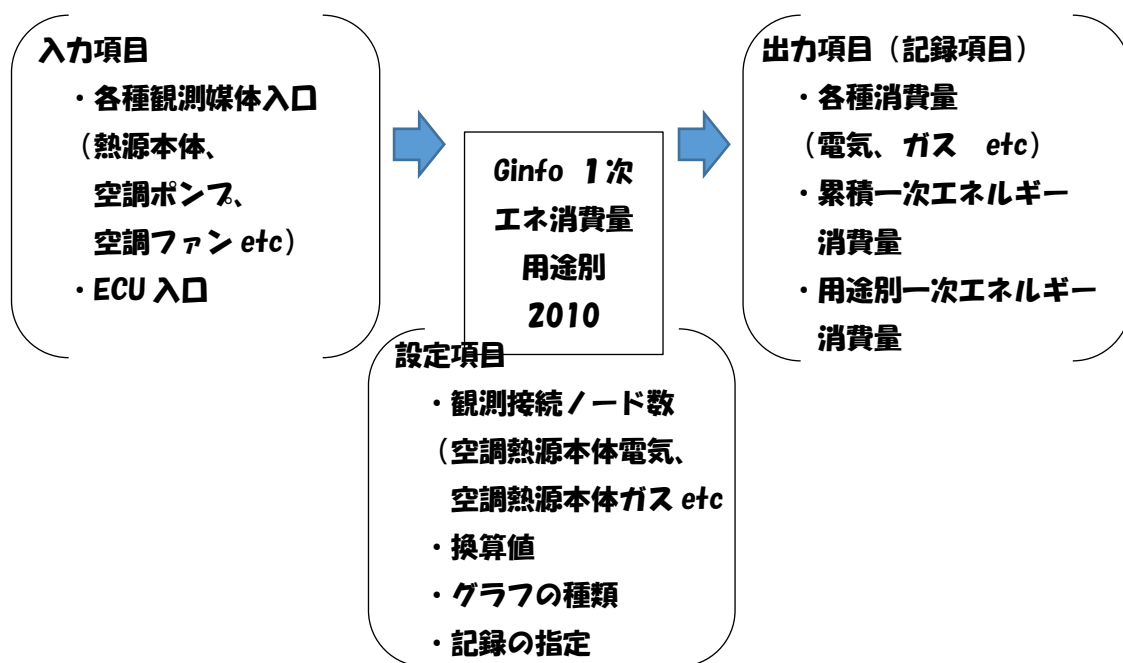 入力項目
・各種観測媒体入口
(熱源本体、
空調ポンプ、
空調ファン etc)
・ECU 入口
Ginfo 1次
エネ消費量
用途別
2010
出力項目（記録項目）
・各種消費量
(電気、ガス etc)
・累積一次エネルギー
消費量
・用途別一次エネルギー
消費量
設定項目
・観測接続ノード数
(空調熱源本体電気、
空調熱源本体ガス etc
・換算値
・グラフの種類
・記録の指定